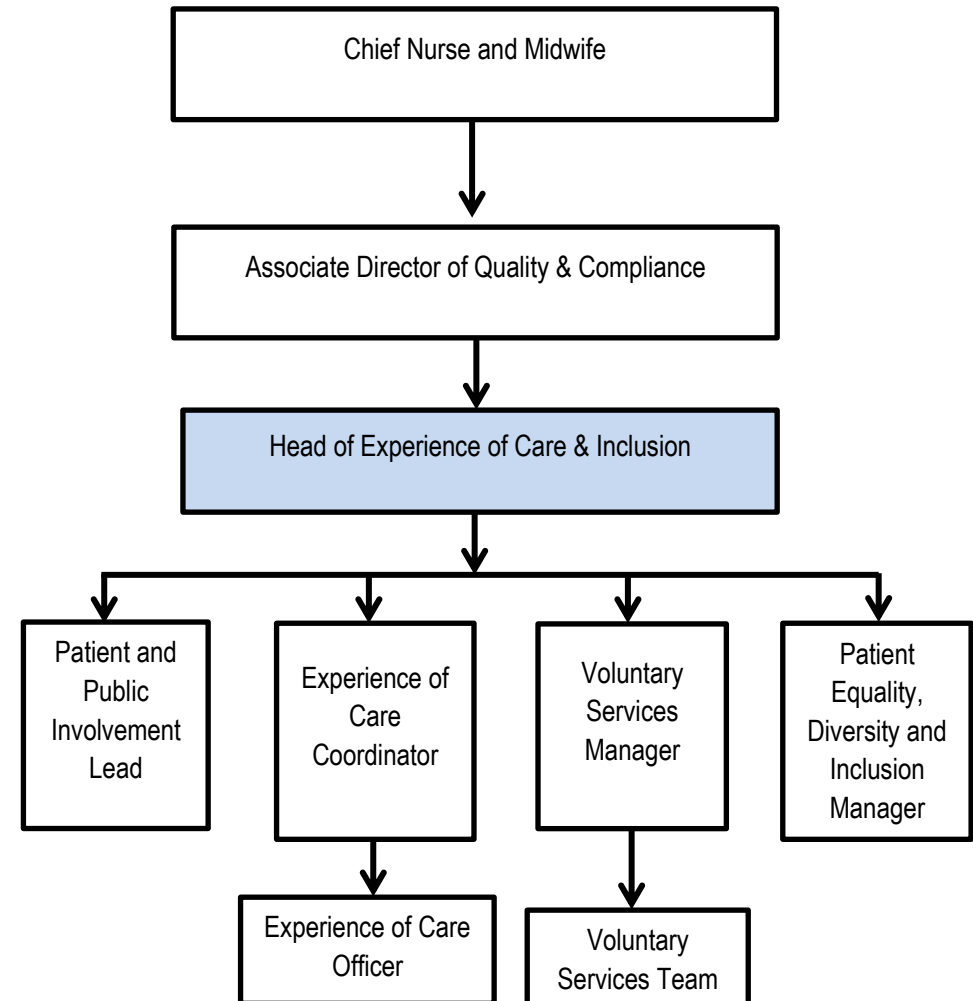 Chief Nurse and Midwife
Associate Director of Quality & Compliance
Head of Experience of Care & Inclusion
Patient and
Public
Involvement
Lead
Experience of
Care
Coordinator
Voluntary
Services
Manager
Patient
Equality,
Diversity and
Inclusion
Manager
Experience of Care
Officer
Voluntary
Services Team